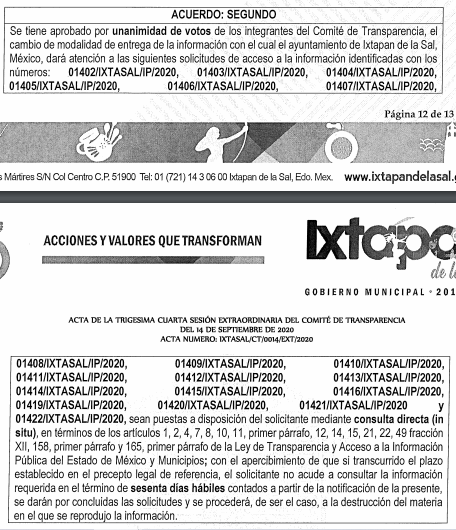 ACUERDO: SEGUNDO
Se tiene aprobado por unanimidad de votos de los integrantes del Comité de Transparencia, el
cambio de modalidad de entrega de la información con el cual el ayuntamiento de Ixtapan de la Sal,
México, dará atención a las siguientes solicitudes de acceso a la información identificadas con los
números: 01402/IXTASAL/IP/2020, 01403/IXTASAL/IP/2020, 01404/IXTASAL/IP/2020,
01405/IXTASAL/IP/2020, 01406/IXTASAL/IP/2020, 01407/IXTASAL/IP/2020,
Página 12 de 13
s Mártires S/N Col Centro C.P. 51900 Tel: 01 (721) 14 3 06 00 Ixtapan de la Sal, Edo. Mex. www.ixtapandelasal.g
ACCIONES Y VALORES QUE TRANSFORMAN
Ixtapa
de la
GOBIERNO MUNICIPAL • 201
ACTA DE LA TRIGESIMA CUARTA SESIÓN EXTRAORDINARIA DEL COMITÉ DE TRANSPARENCIA
DEL 14 DE SEPTIEMBRE DE 2020
ACTA NUMERO: IXTASAL/CT/0014/EXT/2020
01408/IXTASAL/IP/2020, 01409/IXTASAL/IP/2020, 01410/IXTASAL/IP/2020,
01411/IXTASAL/IP/2020, 01412/IXTASAL/IP/2020, 01413/IXTASAL/IP/2020,
01414/IXTASAL/IP/2020, 01415/IXTASAL/IP/2020, 01416/IXTASAL/IP/2020,
01419/IXTASAL/IP/2020, 01420/IXTASAL/IP/2020, 01421/IXTASAL/IP/2020 y
01422/IXTASAL/IP/2020, sean puestas a disposición del solicitante mediante consulta directa (in
situ), en términos de los artículos 1, 2, 4, 7, 8, 10, 11, primer párrafo, 12, 14, 15, 21, 22, 49 fracción
XII, 158, primer párrafo y 165, primer párrafo de la Ley de Transparencia y Acceso a la Información
Pública del Estado de México y Municipios; con el apercibimiento de que si transcurrido el plazo
establecido en el precepto legal de referencia, el solicitante no acude a consultar la información
requerida en el término de sesenta días hábiles contados a partir de la notificación de la presente,
se darán por concluidas las solicitudes y se procederá, de ser el caso, a la destrucción del materia
en el que se reprodujo la información.